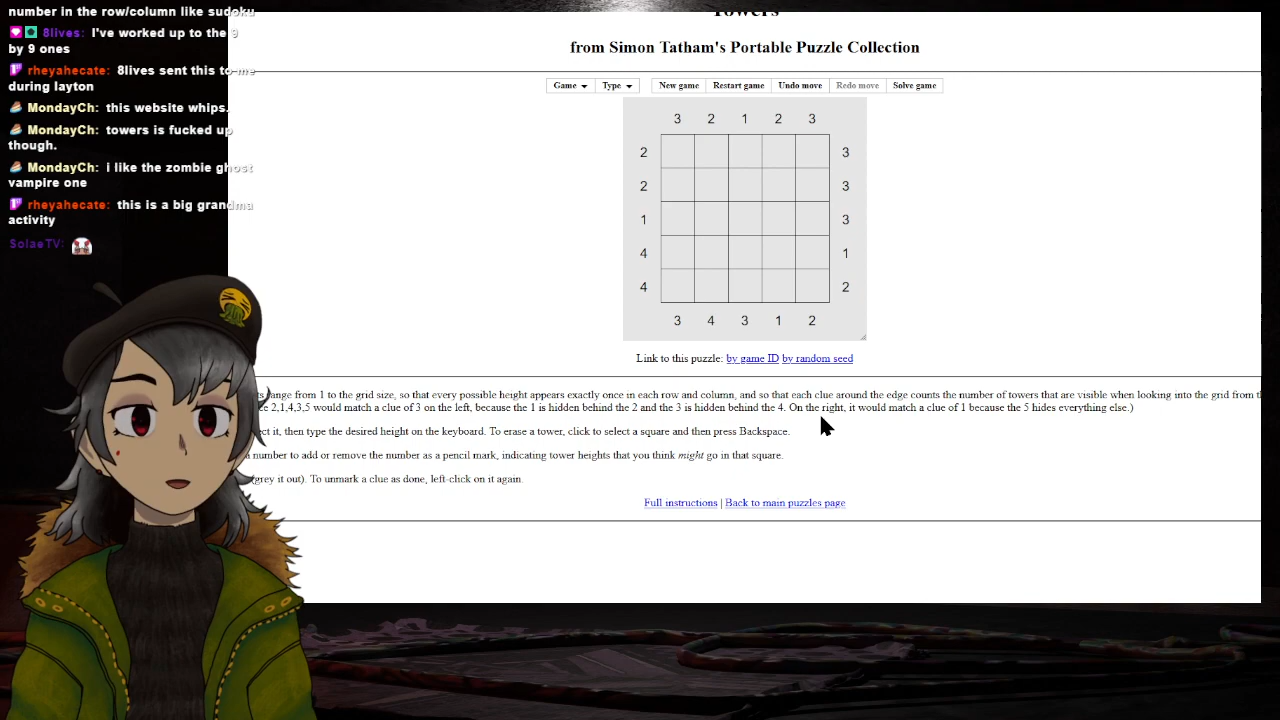 number in the row/column like sudoku
8lives: I've worked up to the 9
by 9 ones
rheyahecate: 8lives sent this to me
during layton
MondayCh: this website whips.
MondayCh: towers is fucked up
though.
MondayCh: i like the zombie ghost
vampire one
rheyahecate: this is a big grandma
activity
SolaeTV:
Towers
from Simon Tatham's Portable Puzzle Collection
Game Type New game Restart game Undo move Redo move Solve game
3 2 1 2 3
2 3
2 3
1 3
4 1
4 2
3 4 3 1 2
Link to this puzzle: by game ID by random seed
range from 1 to the grid size, so that every possible height appears exactly once in each row and column, and so that each clue around the edge counts the number of towers that are visible when looking into the grid from
2,1,4,3,5 would match a clue of 3 on the left, because the 1 is hidden behind the 2 and the 3 is hidden behind the 4. On the right, it would match a clue of 1 because the 5 hides everything else.)
it, then type the desired height on the keyboard. To erase a tower, click to select a square and then press Backspace.
number to add or remove the number as a pencil mark, indicating tower heights that you think might go in that square.
(grey it out). To unmark a clue as done, left-click on it again.
Full instructions | Back to main puzzles page